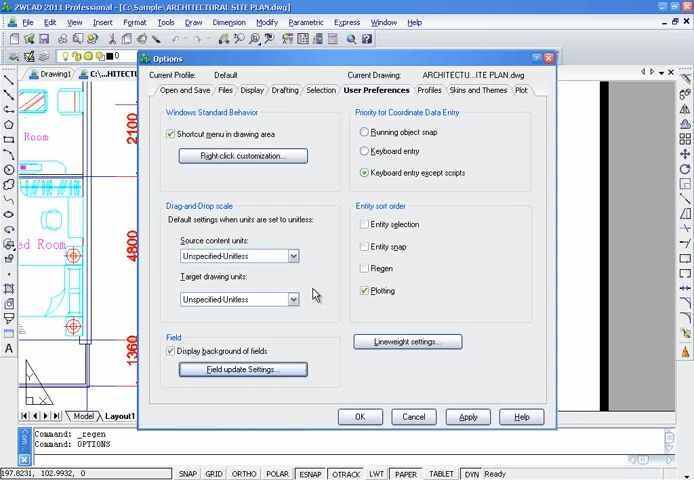 ZWCAD 2011 Professional - [C:\Sample\ARCHITECTURAL SITE PLAN.dwg]
File Edit View Insert Format Tools Draw Dimension Modify Parametric Express Window Help
0
Drawing1
Options
Current Profile: Default Current Drawing: ARCHITECTU...ITE PLAN.dwg
Open and Save Files Display Drafting Selection User Preferences Profiles Skins and Themes Plot
Windows Standard Behavior
Shortcut menu in drawing area
Right-click customization...
Priority for Coordinate Data Entry
Running object snap
Keyboard entry
Keyboard entry except scripts
Drag-and-Drop scale
Default settings when units are set to unitless:
Source content units:
Unspecified-Unitless
Target drawing units:
Unspecified-Unitless
Entity sort order
Entity selection
Entity snap
Regen
Plotting
Field
Display background of fields
Field update Settings...
Lineweight settings...
OK Cancel Apply Help
2100
Room
4800
ed Room
1360
Model Layout1
Command: _regen
Command: OPTIONS
197.8231, 102.9932, 0 SNAP GRID ORTHO POLAR ESNAP OTRACK LWT PAPER TABLET DYN Ready